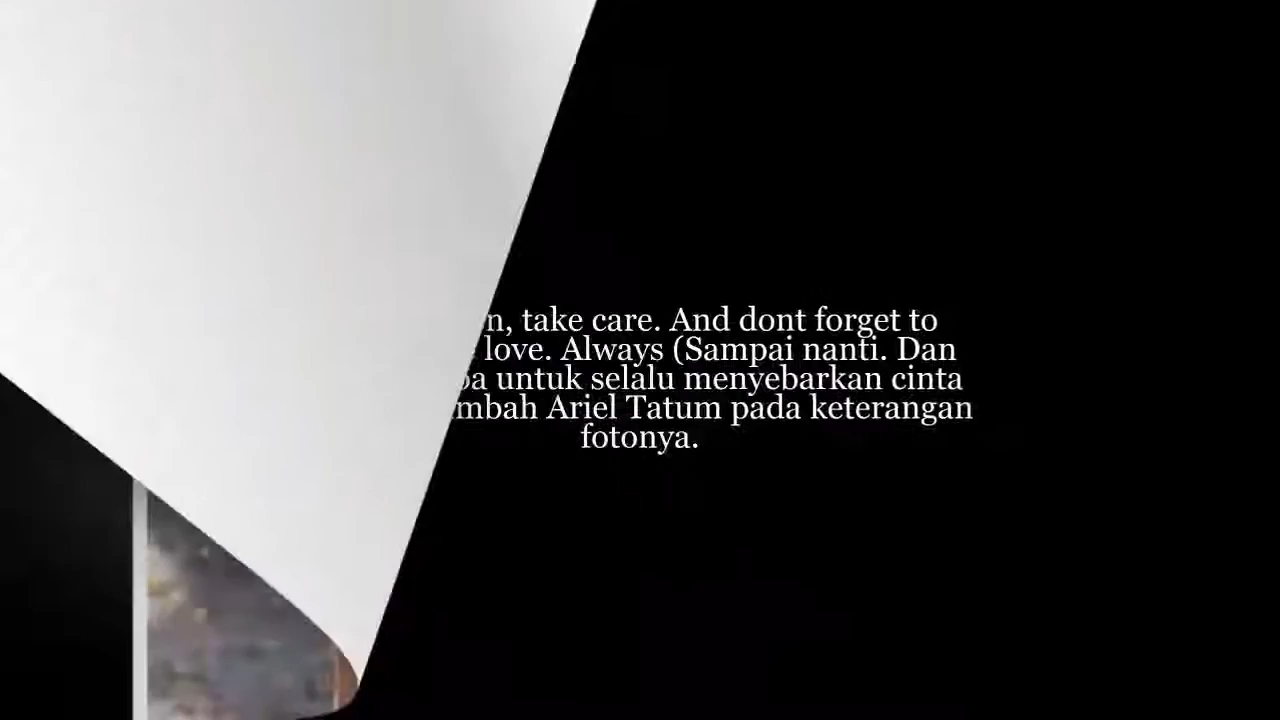 take care. And dont forget to
love. Always (Sampai nanti. Dan
untuk selalu menyebarkan cinta
Ariel Tatum pada keterangan
fotonya.